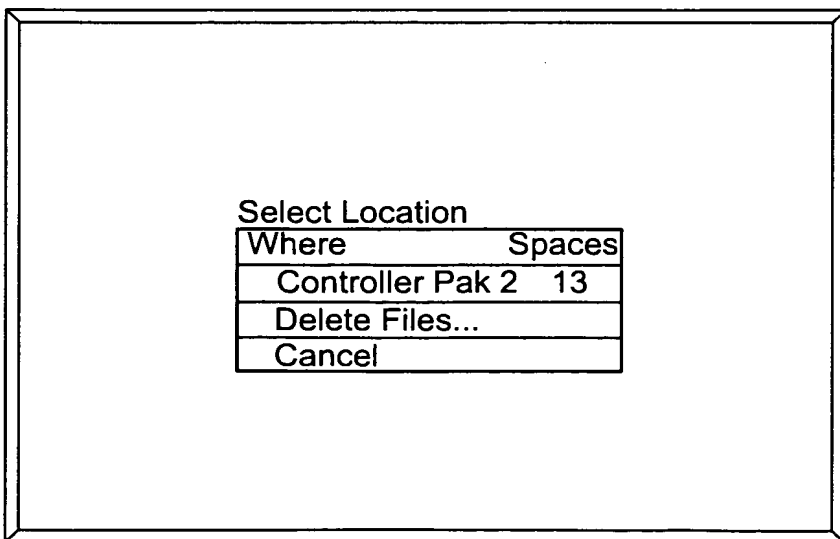 Select Location
Where Spaces
Controller Pak 2 13
Delete Files...
Cancel